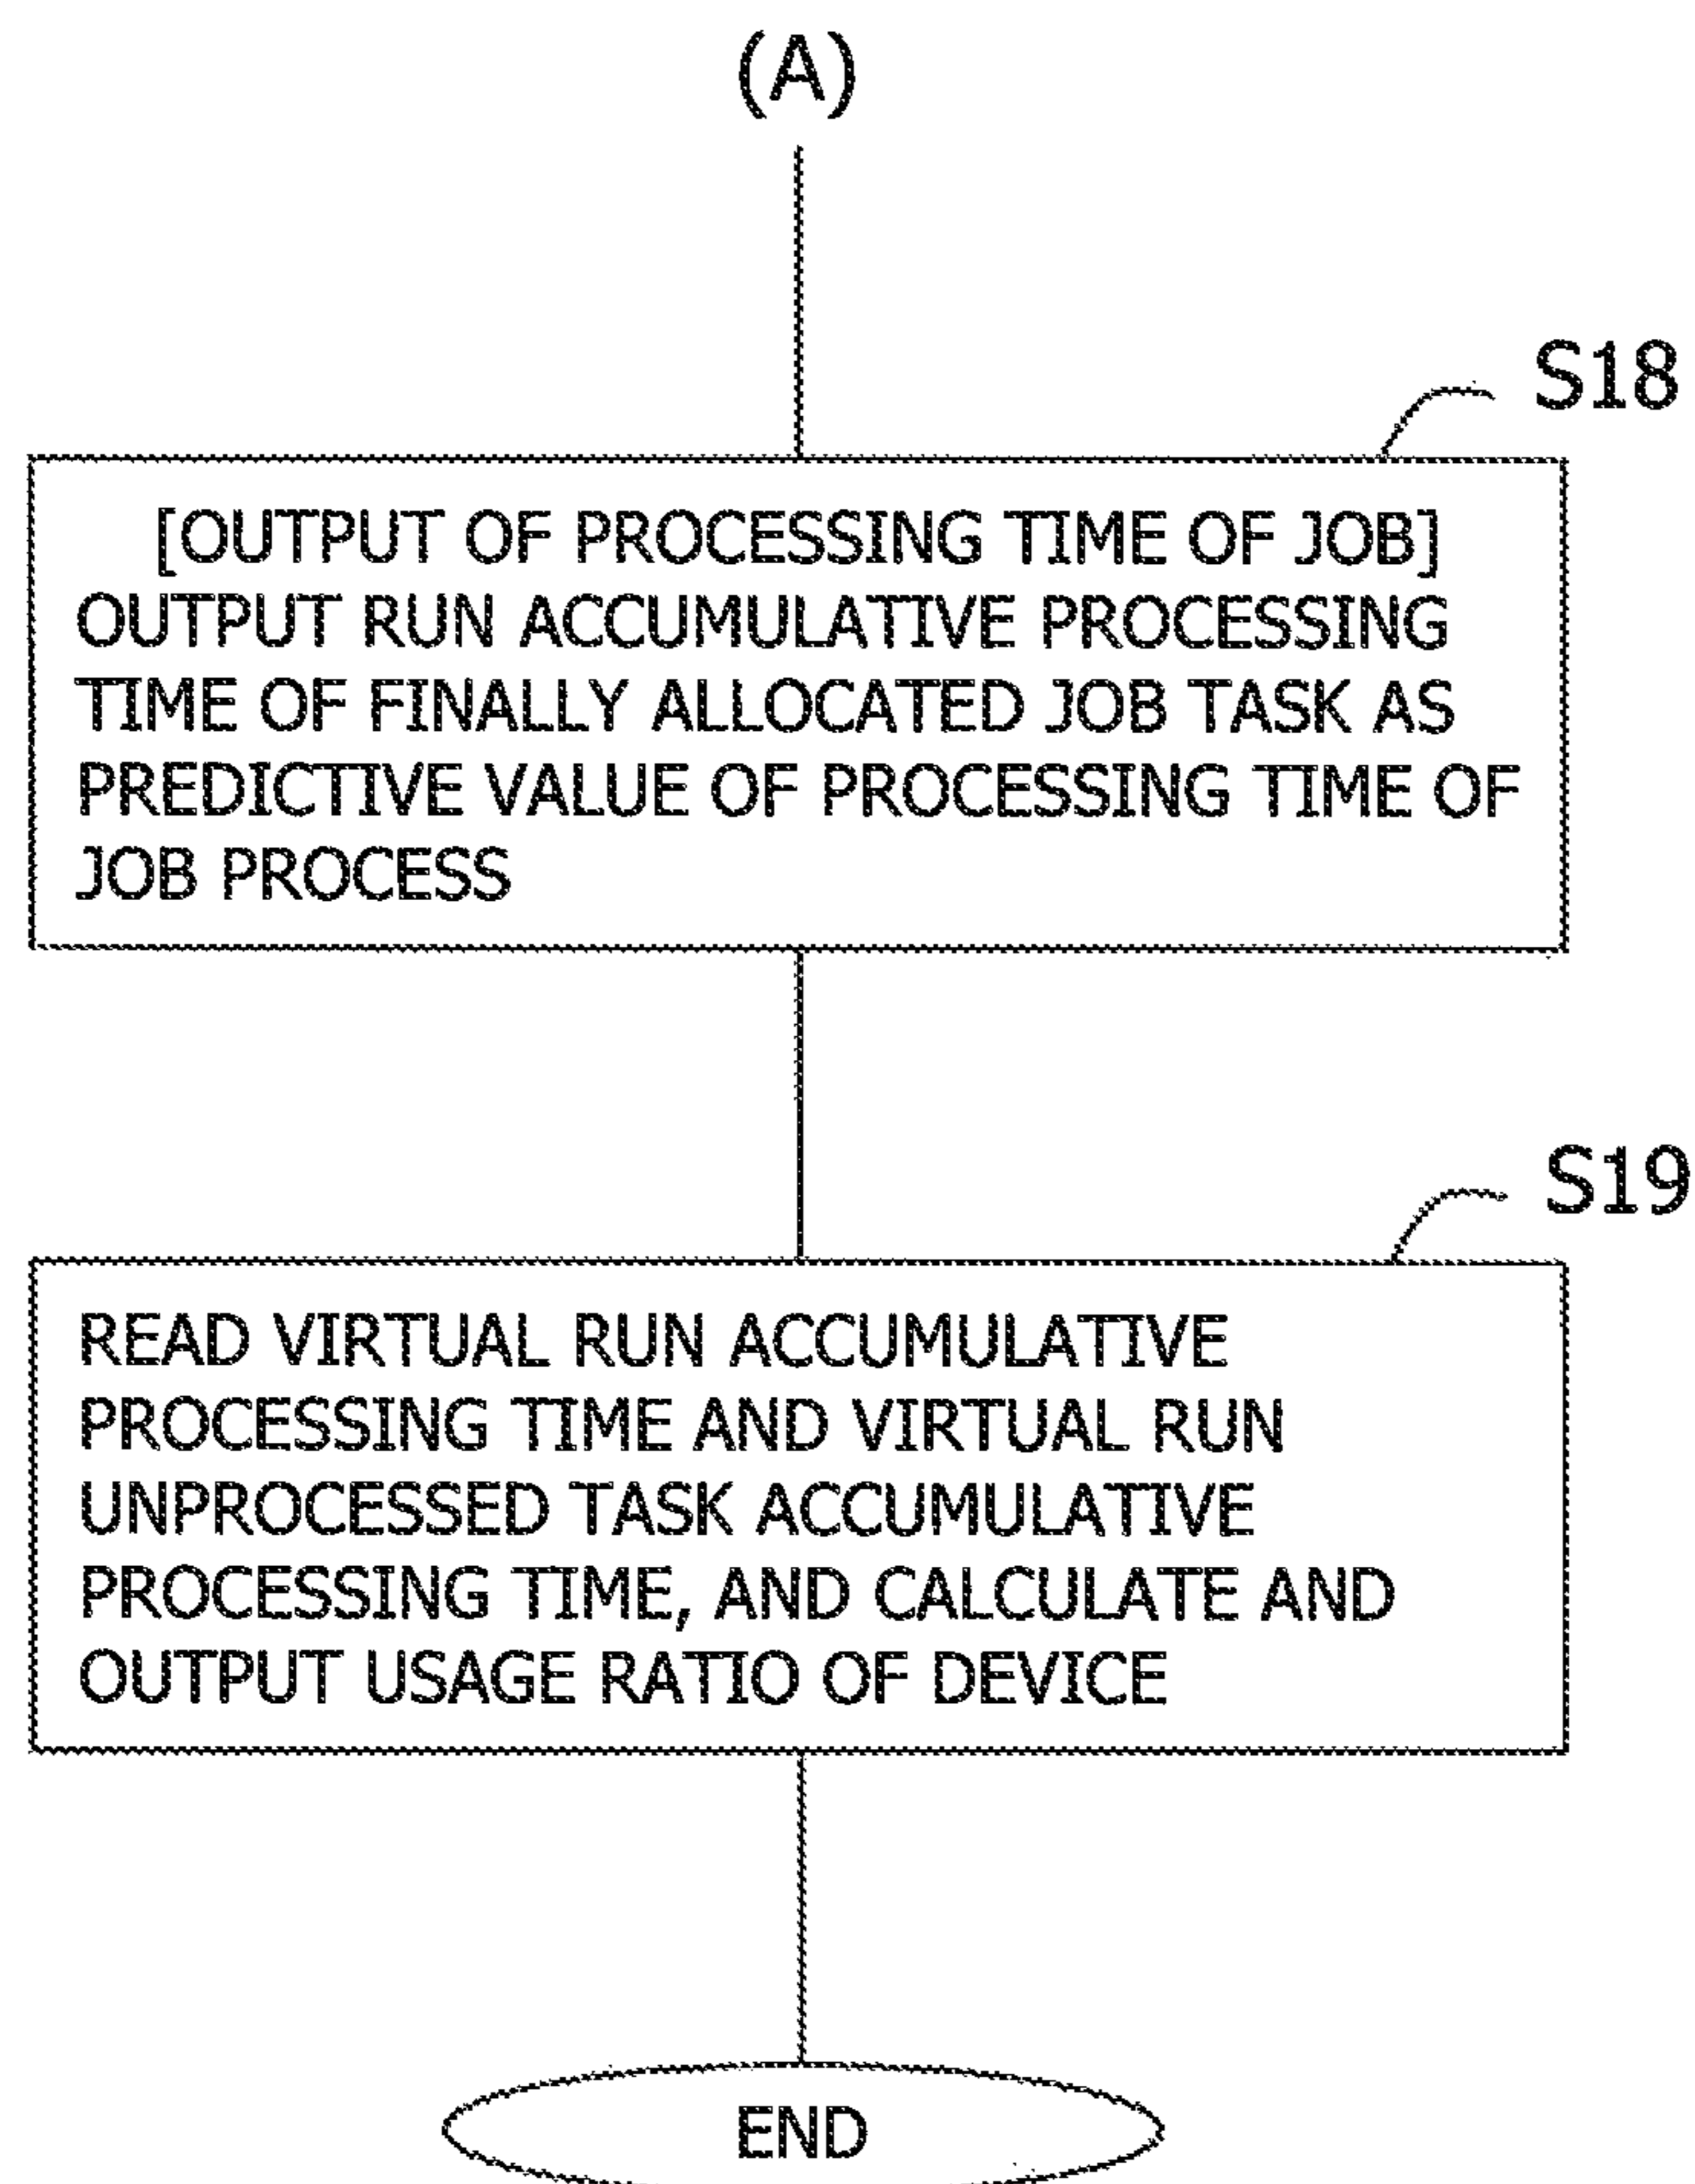 (A)
S18
[OUTPUT OF PROCESSING TIME OF JOB]
OUTPUT RUN ACCUMULATIVE PROCESSING
TIME OF FINALLY ALLOCATED JOB TASK AS
PREDICTIVE VALUE OF PROCESSING TIME OF
JOB PROCESS
S19
READ VIRTUAL RUN ACCUMULATIVE
PROCESSING TIME AND VIRTUAL RUN
UNPROCESSED TASK ACCUMULATIVE
PROCESSING TIME, AND CALCULATE AND
OUTPUT USAGE RATIO OF DEVICE
END